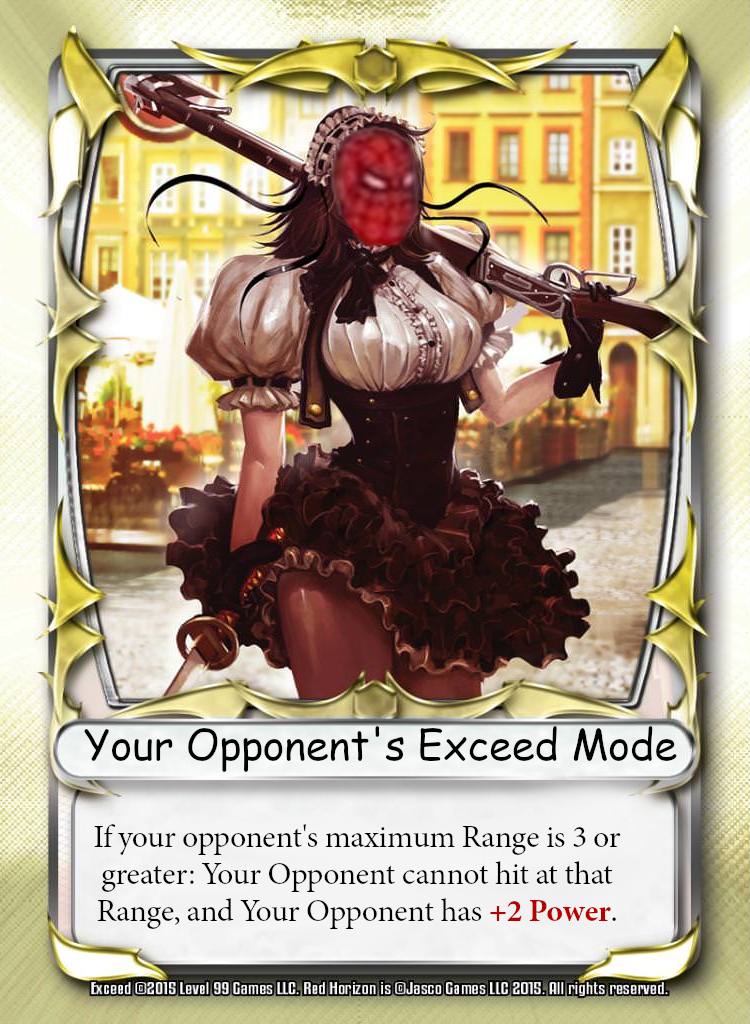 Your Opponent's Exceed Mode
If your opponent's maximum Range is 3 or
greater: Your Opponent cannot hit at that
Range, and Your Opponent has +2 Power.
Exceed ©2015 Level 99 Games LLC. Red Horizon is ©Jasco Games LLC 2015. All rights reserved.